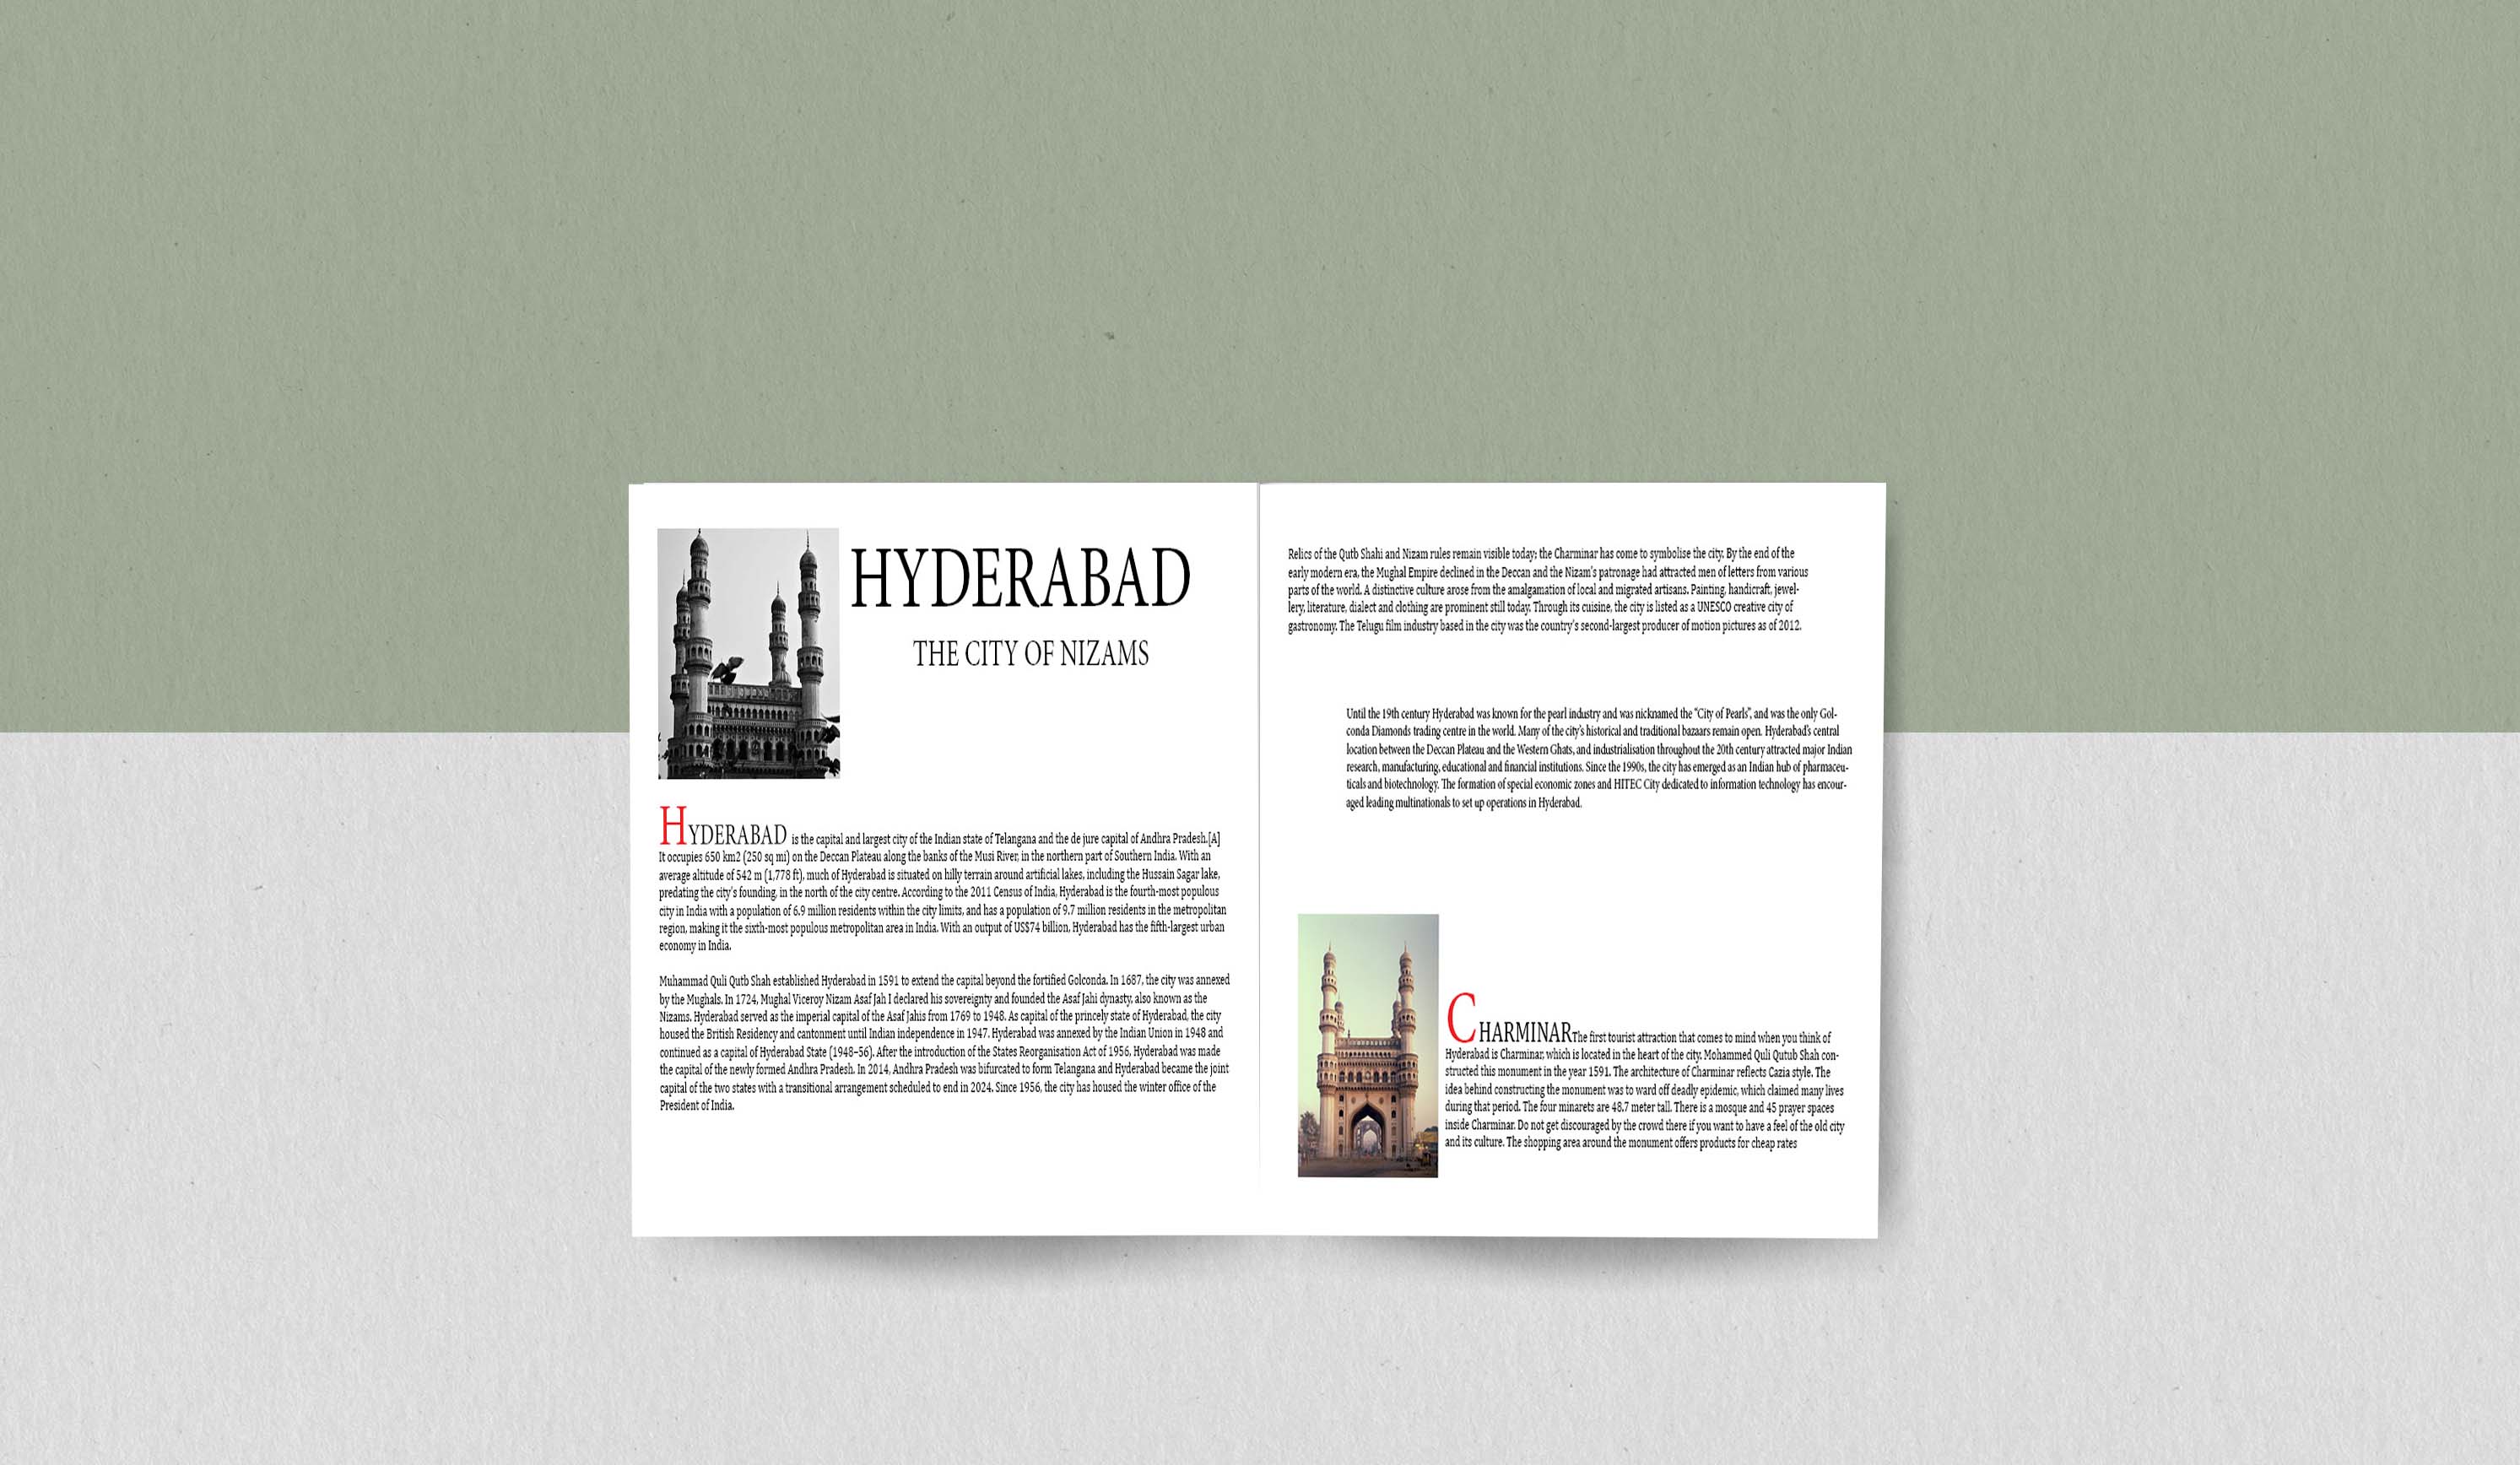 HYDERABAD
THE CITY OF NIZAMS
HYDERABAD is the capital and largest city of the Indian state of Telangana and the de jure capital of Andhra Pradesh.[A]
It occupies 650 km2 (250 sq mi) on the Deccan Plateau along the banks of the Musi River, in the northern part of Southern India. With an
average altitude of 542 m (1,778 ft), much of Hyderabad is situated on hilly terrain around artificial lakes, including the Hussain Sagar lake,
predating the city's founding, in the north of the city centre. According to the 2011 Census of India, Hyderabad is the fourth-most populous
city in India with a population of 6.9 million residents within the city limits, and has a population of 9.7 million residents in the metropolitan
region, making it the sixth-most populous metropolitan area in India. With an output of US$74 billion, Hyderabad has the fifth-largest urban
economy in India.
Muhammad Quli Qutb Shah established Hyderabad in 1591 to extend the capital beyond the fortified Golconda. In 1687, the city was annexed
by the Mughals. In 1724, Mughal Viceroy Nizam Asaf Jah I declared his sovereignty and founded the Asaf Jahi dynasty, also known as the
Nizams. Hyderabad served as the imperial capital of the Asaf Jahis from 1769 to 1948. As capital of the princely state of Hyderabad, the city
housed the British Residency and cantonment until Indian independence in 1947. Hyderabad was annexed by the Indian Union in 1948 and
continued as a capital of Hyderabad State (1948–56). After the introduction of the States Reorganisation Act of 1956, Hyderabad was made
the capital of the newly formed Andhra Pradesh. In 2014, Andhra Pradesh was bifurcated to form Telangana and Hyderabad became the joint
capital of the two states with a transitional arrangement scheduled to end in 2024. Since 1956, the city has housed the winter office of the
President of India.
Relics of the Qutb Shahi and Nizam rules remain visible today; the Charminar has come to symbolise the city. By the end of the
early modern era, the Mughal Empire declined in the Deccan and the Nizam's patronage had attracted men of letters from various
parts of the world. A distinctive culture arose from the amalgamation of local and migrated artisans. Painting, handicraft, jewel-
lery, literature, dialect and clothing are prominent still today. Through its cuisine, the city is listed as a UNESCO creative city of
gastronomy. The Telugu film industry based in the city was the country's second-largest producer of motion pictures as of 2012.
Until the 19th century Hyderabad was known for the pearl industry and was nicknamed the "City of Pearls", and was the only Gol-
conda Diamonds trading centre in the world. Many of the city's historical and traditional bazaars remain open. Hyderabad's central
location between the Deccan Plateau and the Western Ghats, and industrialisation throughout the 20th century attracted major Indian
research, manufacturing, educational and financial institutions. Since the 1990s, the city has emerged as an Indian hub of pharmaceu-
ticals and biotechnology. The formation of special economic zones and HITEC City dedicated to information technology has encour-
aged leading multinationals to set up operations in Hyderabad.
CHARMINARThe first tourist attraction that comes to mind when you think of
Hyderabad is Charminar, which is located in the heart of the city. Mohammed Quli Qutub Shah con-
structed this monument in the year 1591. The architecture of Charminar reflects Cazia style. The
idea behind constructing the monument was to ward off deadly epidemic, which claimed many lives
during that period. The four minarets are 48.7 meter tall. There is a mosque and 45 prayer spaces
inside Charminar. Do not get discouraged by the crowd there if you want to have a feel of the old city
and its culture. The shopping area around the monument offers products for cheap rates